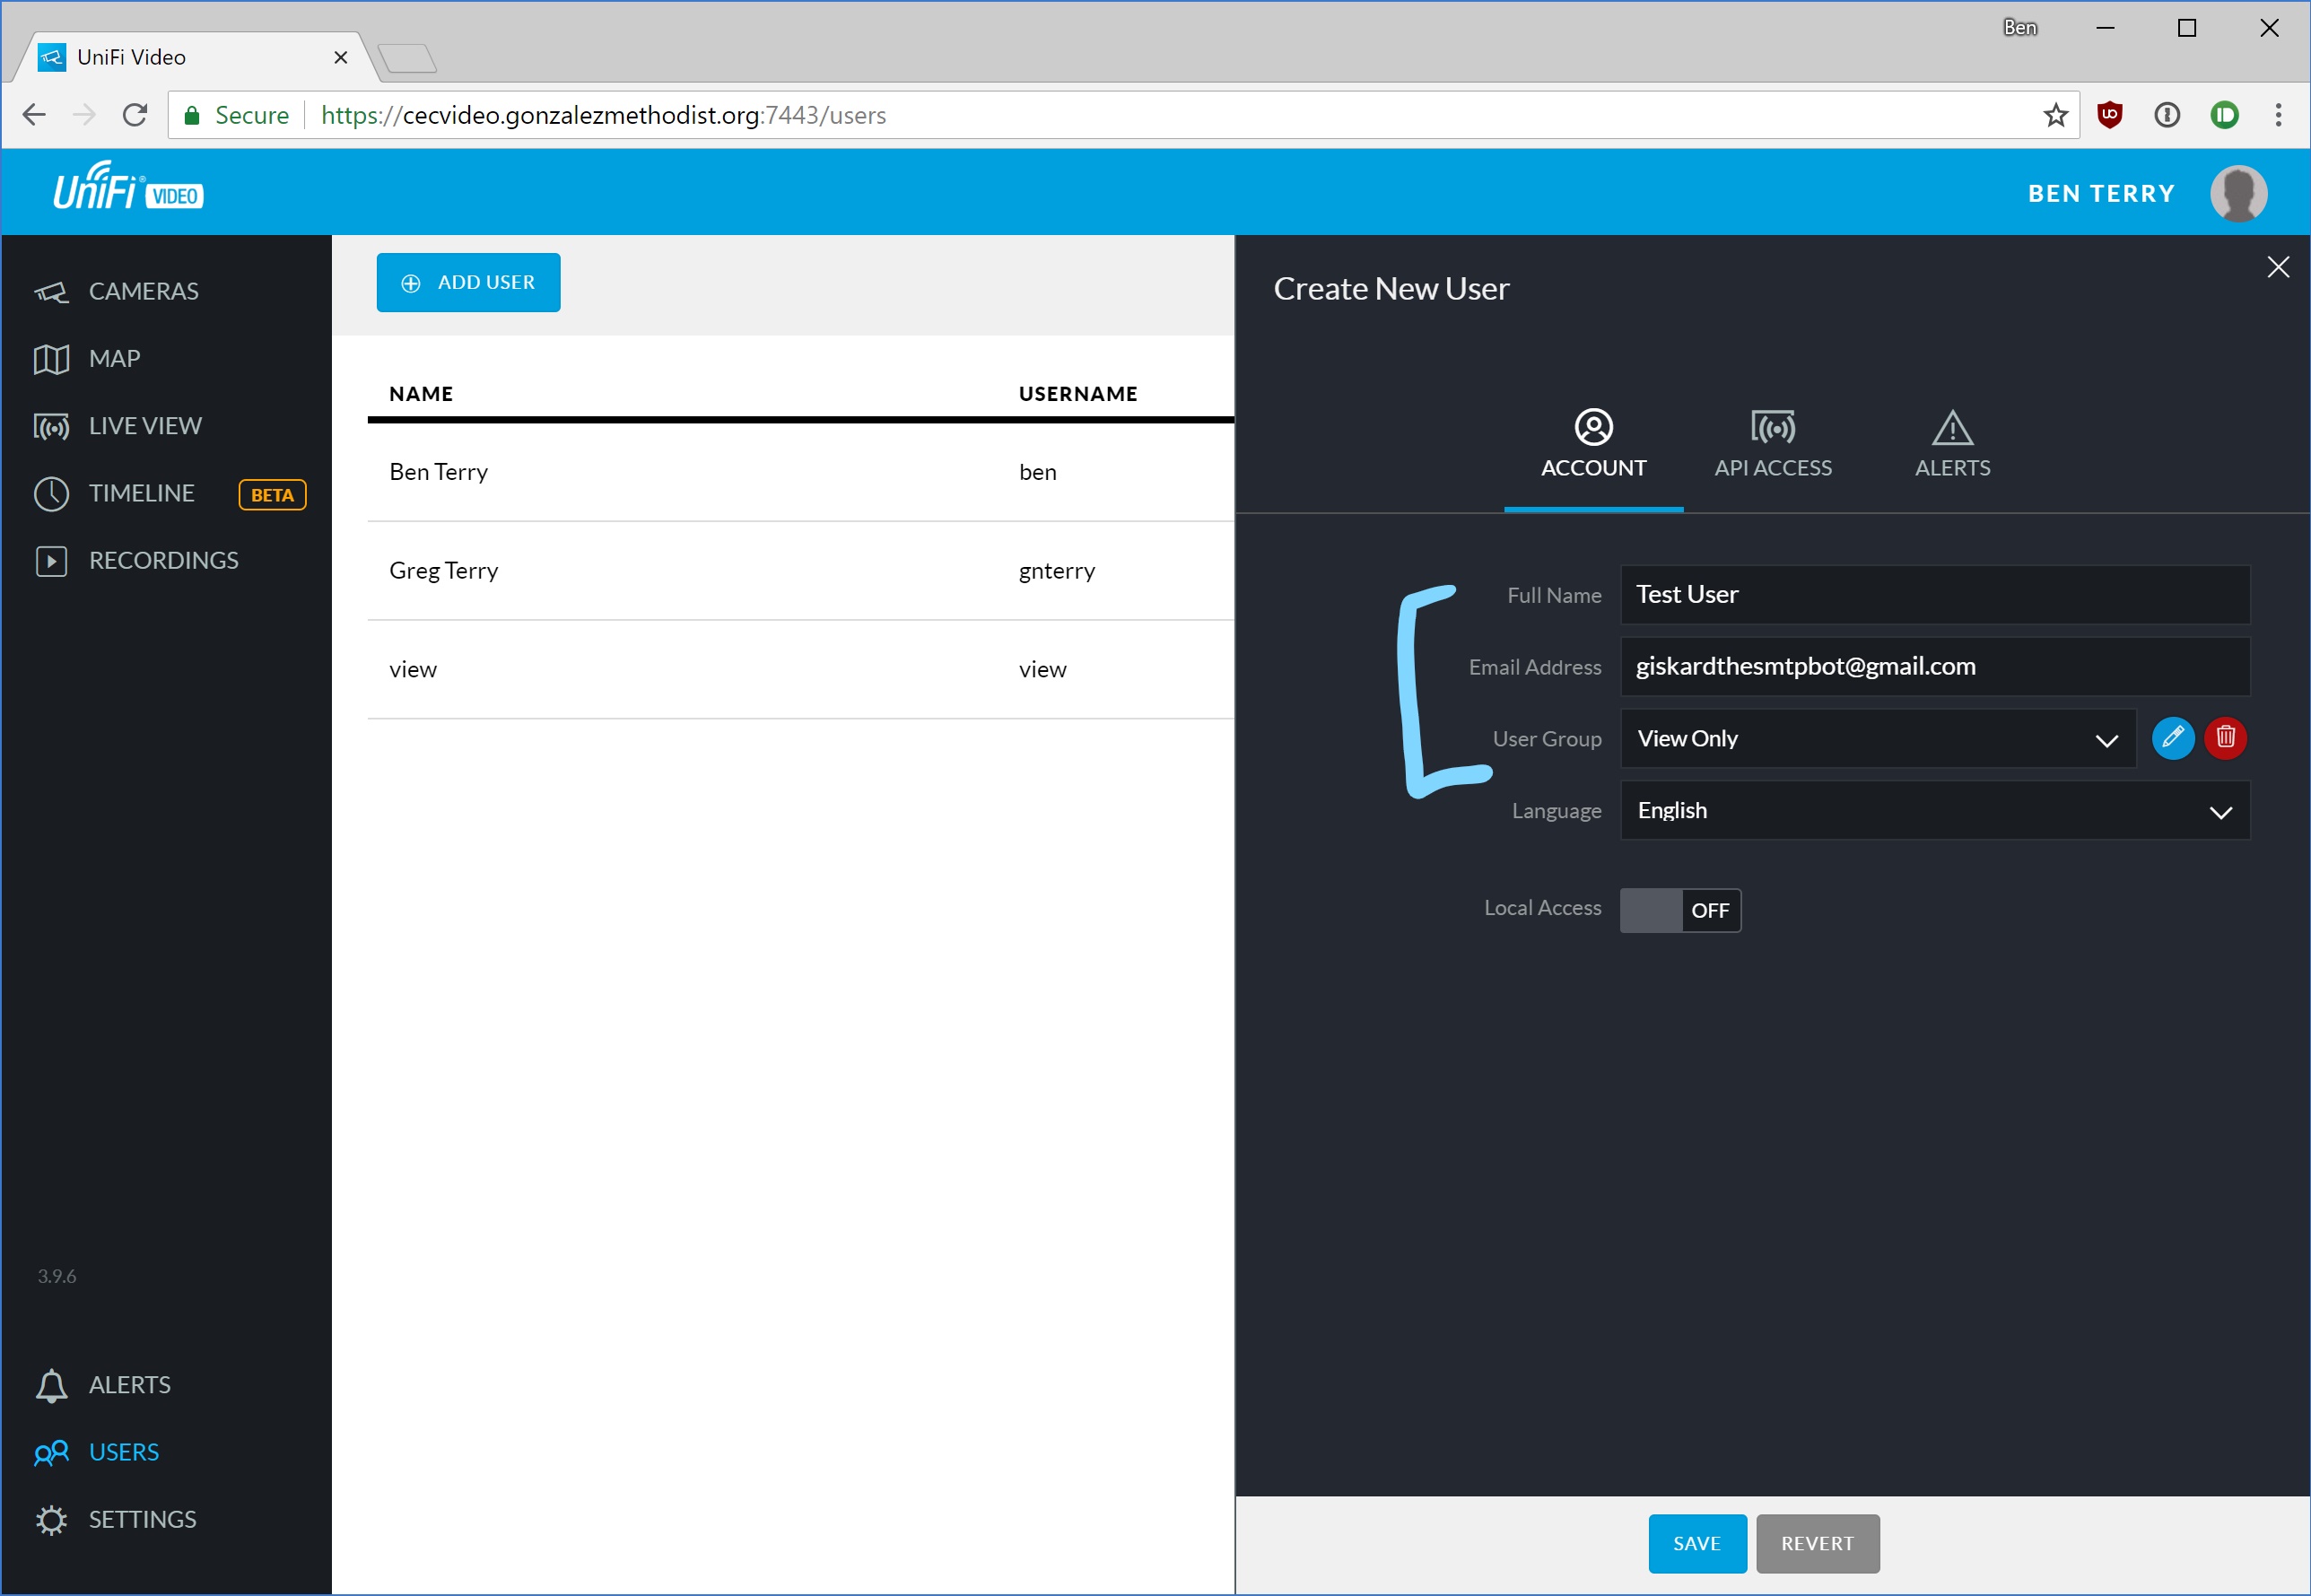 Ben
UniFi Video
Secure https://cecvideo.gonzalezmethodist.org:7443/users
UniFi® VIDEO
BEN TERRY
CAMERAS
MAP
LIVE VIEW
TIMELINE BETA
RECORDINGS
3.9.6
ALERTS
USERS
SETTINGS
ADD USER
NAME USERNAME
Ben Terry ben
Greg Terry gnterry
view view
Create New User
ACCOUNT API ACCESS ALERTS
Full Name Test User
Email Address giskardthesmtpbot@gmail.com
User Group View Only
Language English
Local Access OFF
SAVE REVERT